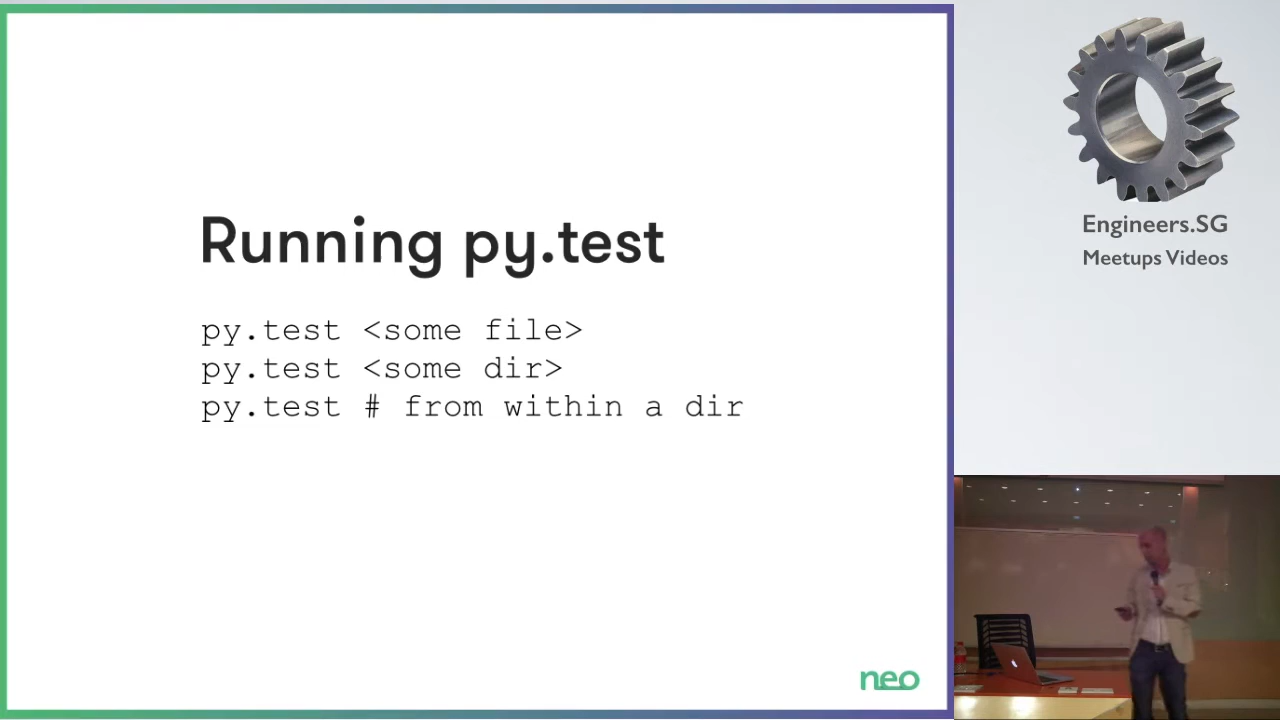 Running py.test
py.test <some file>
py.test <some dir>
py.test # from within a dir
neo
Engineers.SG
Meetups Videos